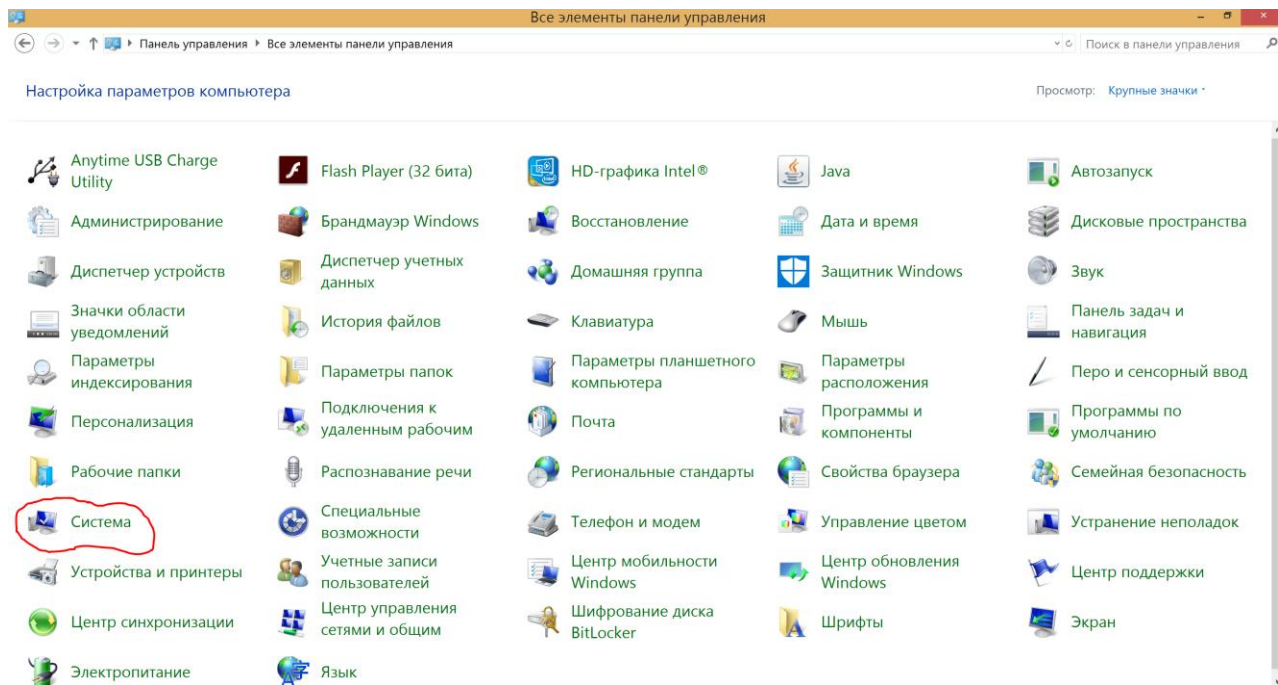 Все элементы панели управления
Панель управления Все элементы панели управления
Поиск в панели управления
Настройка параметров компьютера
Просмотр: Крупные значки
Anytime USB Charge
Utility
Flash Player (32 бита)
HD-графика Intel®
Java
Автозапуск
Администрирование
Брандмауэр Windows
Восстановление
Дата и время
Дисковые пространства
Диспетчер устройств
Диспетчер учетных
данных
Домашняя группа
Защитник Windows
Звук
Значки области
уведомлений
История файлов
Клавиатура
Мышь
Панель задач и
навигация
Параметры
индексирования
Параметры папок
Параметры планшетного
компьютера
Параметры
расположения
Перо и сенсорный ввод
Персонализация
Подключения к
удаленным рабочим
Почта
Программы и
компоненты
Программы по
умолчанию
Рабочие папки
Распознавание речи
Региональные стандарты
Свойства браузера
Семейная безопасность
Система
Специальные
возможности
Телефон и модем
Управление цветом
Устранение неполадок
Устройства и принтеры
Учетные записи
пользователей
Центр мобильности
Windows
Центр обновления
Windows
Центр поддержки
Центр синхронизации
Центр управления
сетями и общим
Шифрование диска
BitLocker
Шрифты
Экран
Электропитание
Язык